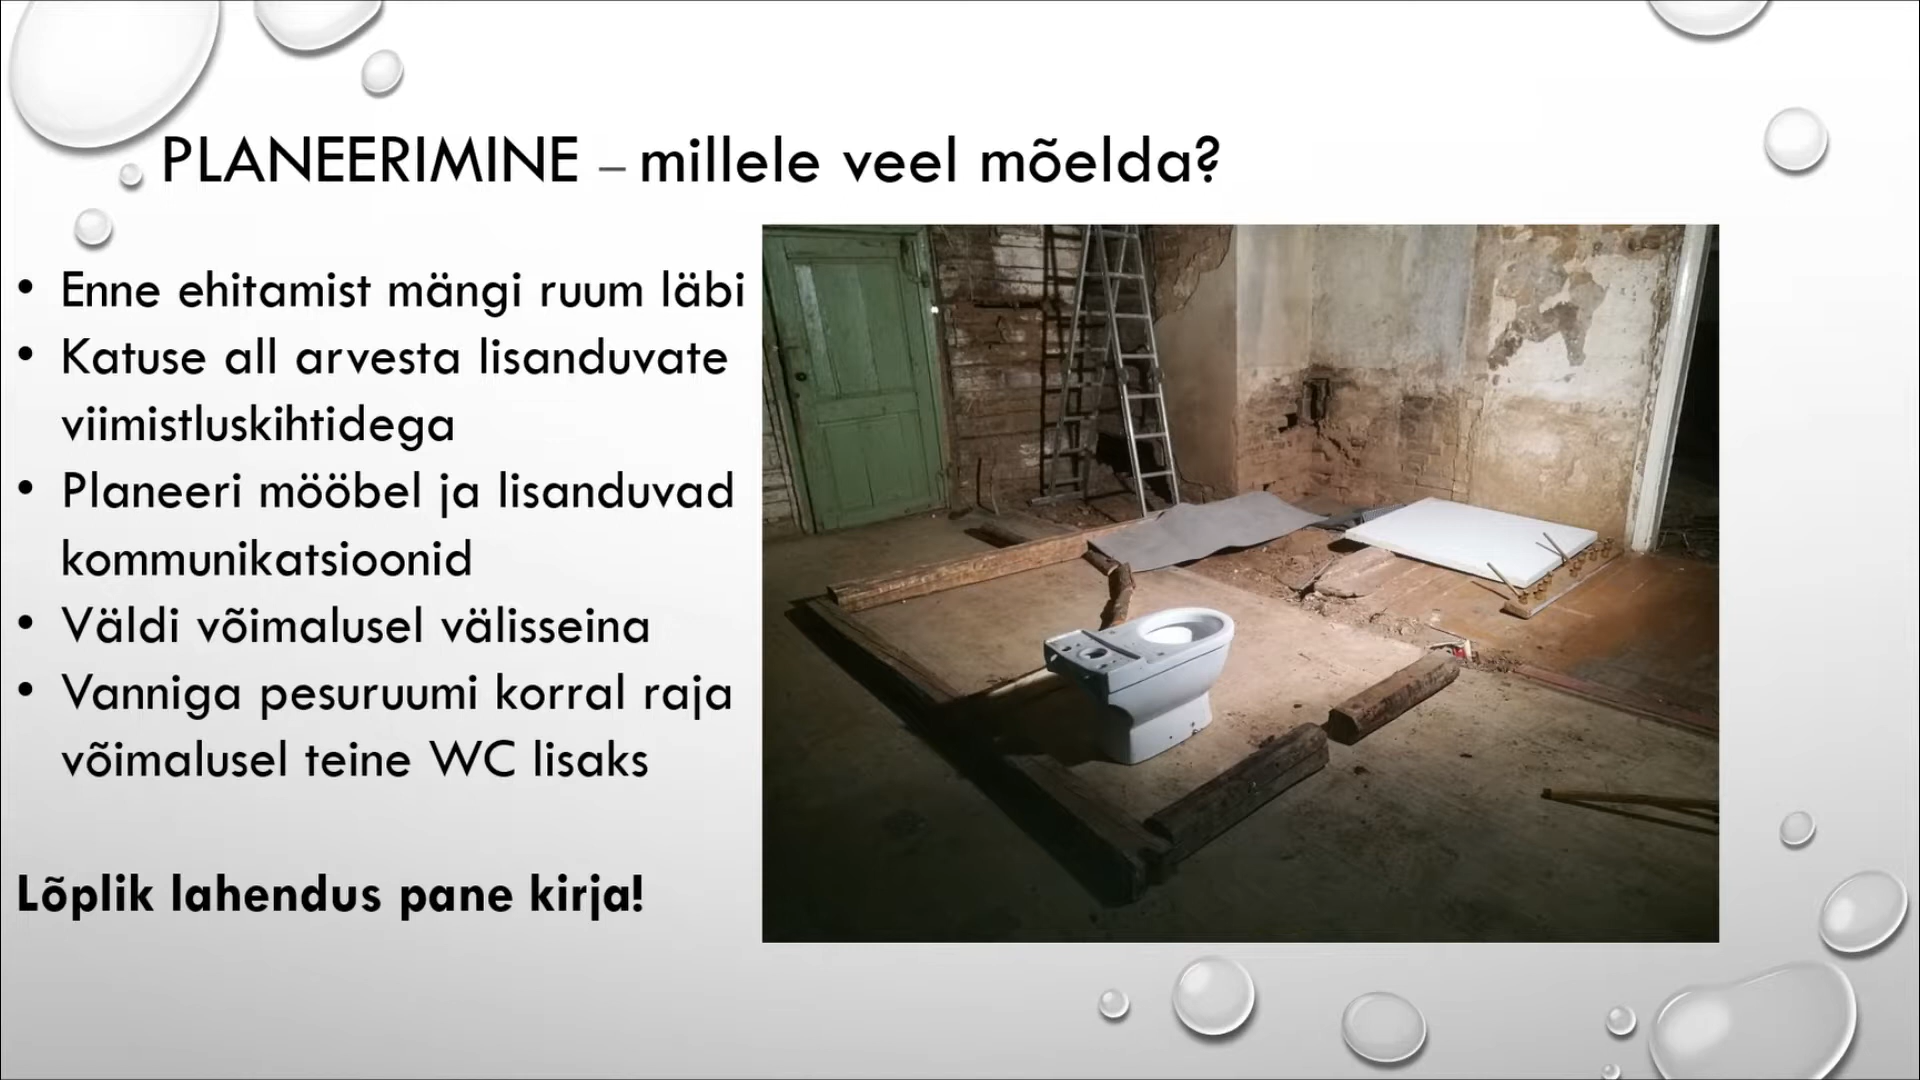 PLANEERIMINE – millele veel mõelda?
• Enne ehitamist mängi ruum läbi
• Katuse all arvesta lisanduvate
viimistluskihtidega
• Planeeri mööbel ja lisanduvad
kommunikatsioonid
• Väldi võimalusel välisseina
• Vanniga pesuruumi korral raja
võimalusel teine WC lisaks
Lõplik lahendus pane kirja!